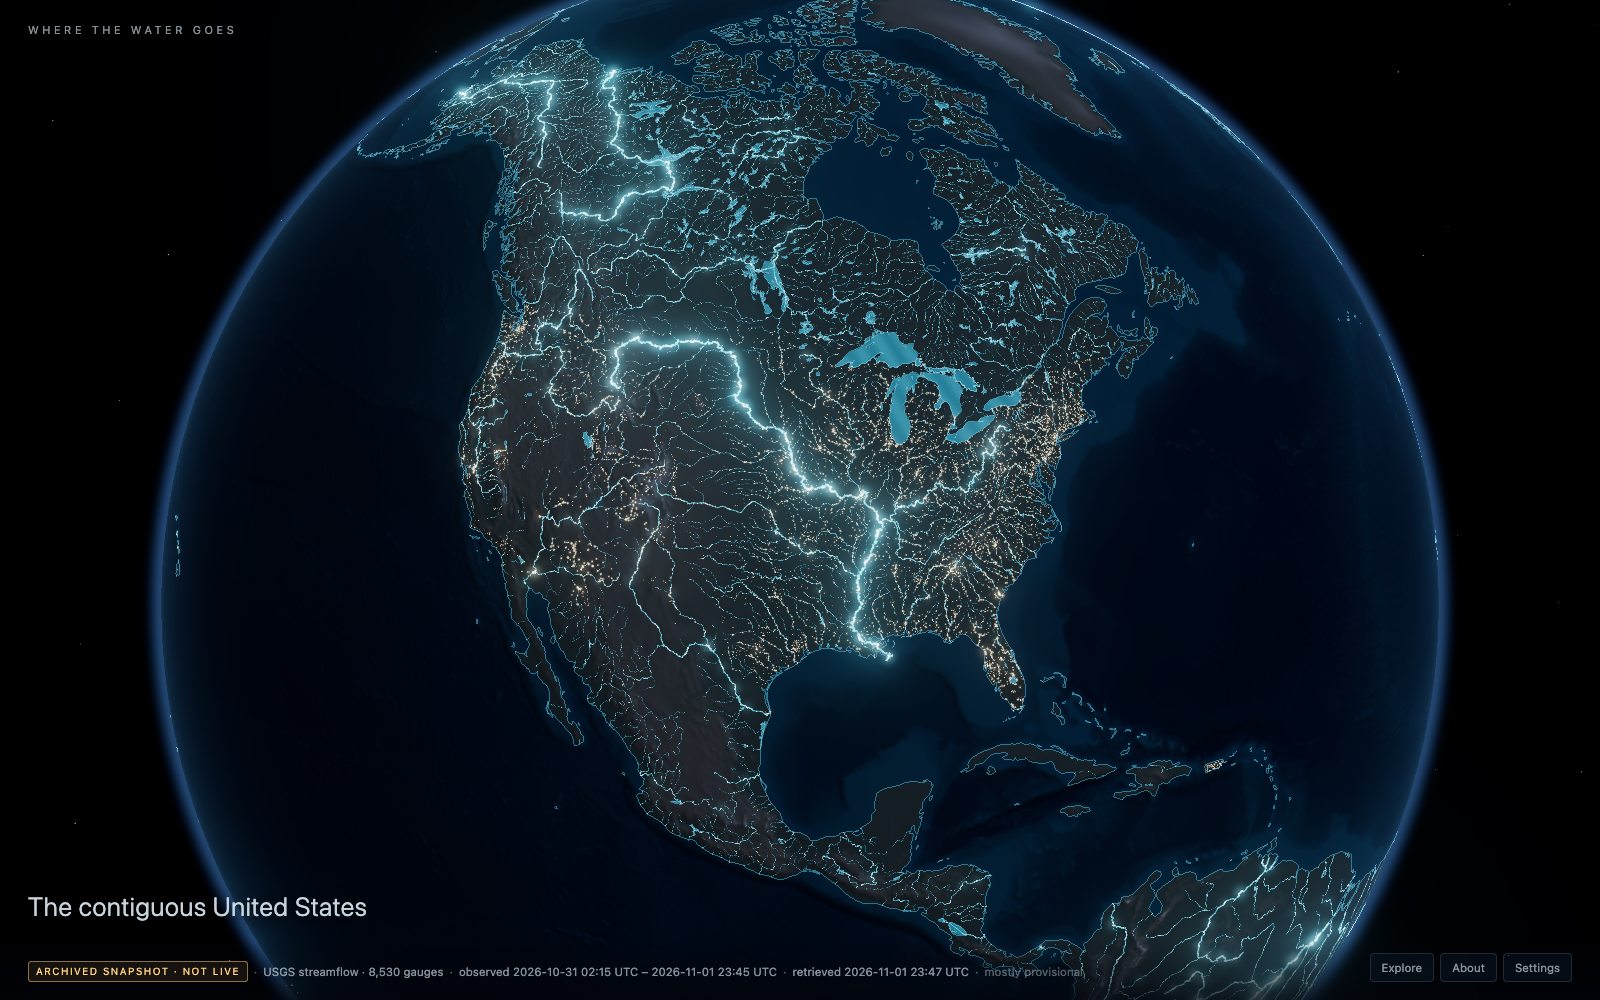 WHERE THE WATER GOES
The contiguous United States
ARCHIVED SNAPSHOT · NOT LIVE · USGS streamflow · 8,530 gauges · observed 2026-10-31 02:15 UTC – 2026-11-01 23:45 UTC · retrieved 2026-11-01 23:47 UTC · mostly provisional
Explore About Settings